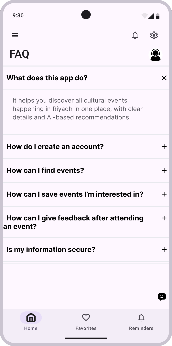 9:30
FAQ
What does this app do?
It helps you discover all cultural events
happening in Riyadh in one place, with clear
details and AI-based recommendations.
How do I create an account?
How can I find events?
How can I save events I'm interested in?
How can I give feedback after attending
an event?
Is my information secure?
Home Favorites Reminders